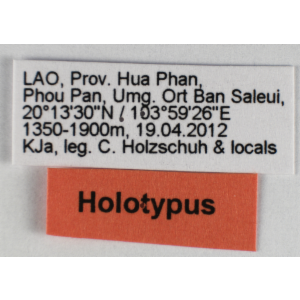 LAO, Prov. Hua Phan,
Phou Pan, Umg. Ort Ban Saleui,
20°13'30"N / 103°59'26"E
1350-1900m, 19.04.2012
KJa, leg. C. Holzschuh & locals
Holotypus